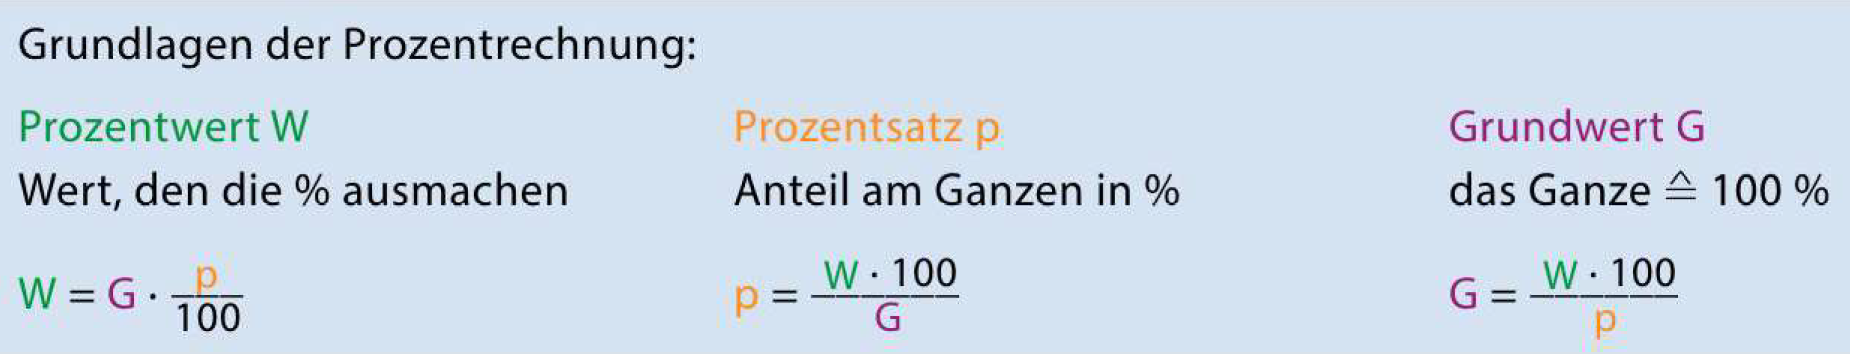 Grundlagen der Prozentrechnung:
Prozentwert W
Wert, den die % ausmachen
W = G · p/100
Prozentsatz p
Anteil am Ganzen in %
p = W · 100/G
Grundwert G
das Ganze ≙ 100 %
G = W · 100/p